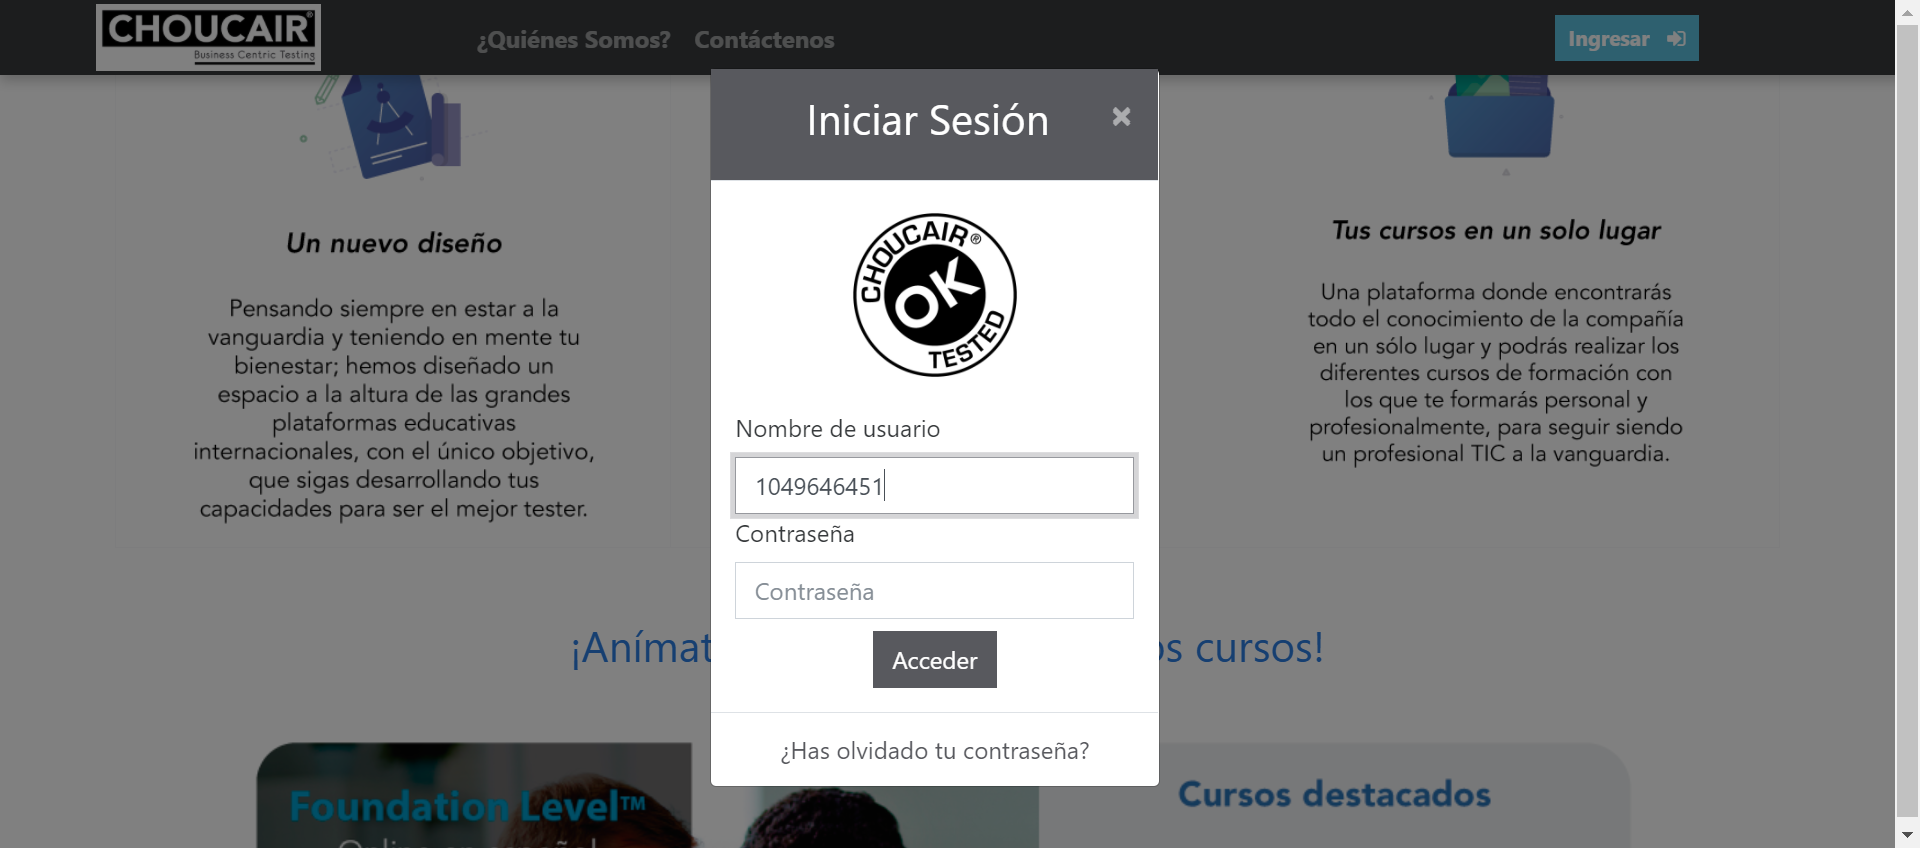 CHOUCAIR®
Business Centric Testing
¿Quiénes Somos?
Contáctenos
Ingresar
Iniciar Sesión
×
CHOUCAIR®
OK
TESTED
Nombre de usuario
1049646451
Contraseña
Contraseña
Acceder
¿Has olvidado tu contraseña?
Un nuevo diseño
Pensando siempre en estar a la
vanguardia y teniendo en mente tu
bienestar; hemos diseñado un
espacio a la altura de las grandes
plataformas educativas
internacionales, con el único objetivo,
que sigas desarrollando tus
capacidades para ser el mejor tester.
Tus cursos en un solo lugar
Una plataforma donde encontrarás
todo el conocimiento de la compañía
en un sólo lugar y podrás realizar los
diferentes cursos de formación con
los que te formarás personal y
profesionalmente, para seguir siendo
un profesional TIC a la vanguardia.
cursos!
Foundation Level™
Cursos destacados